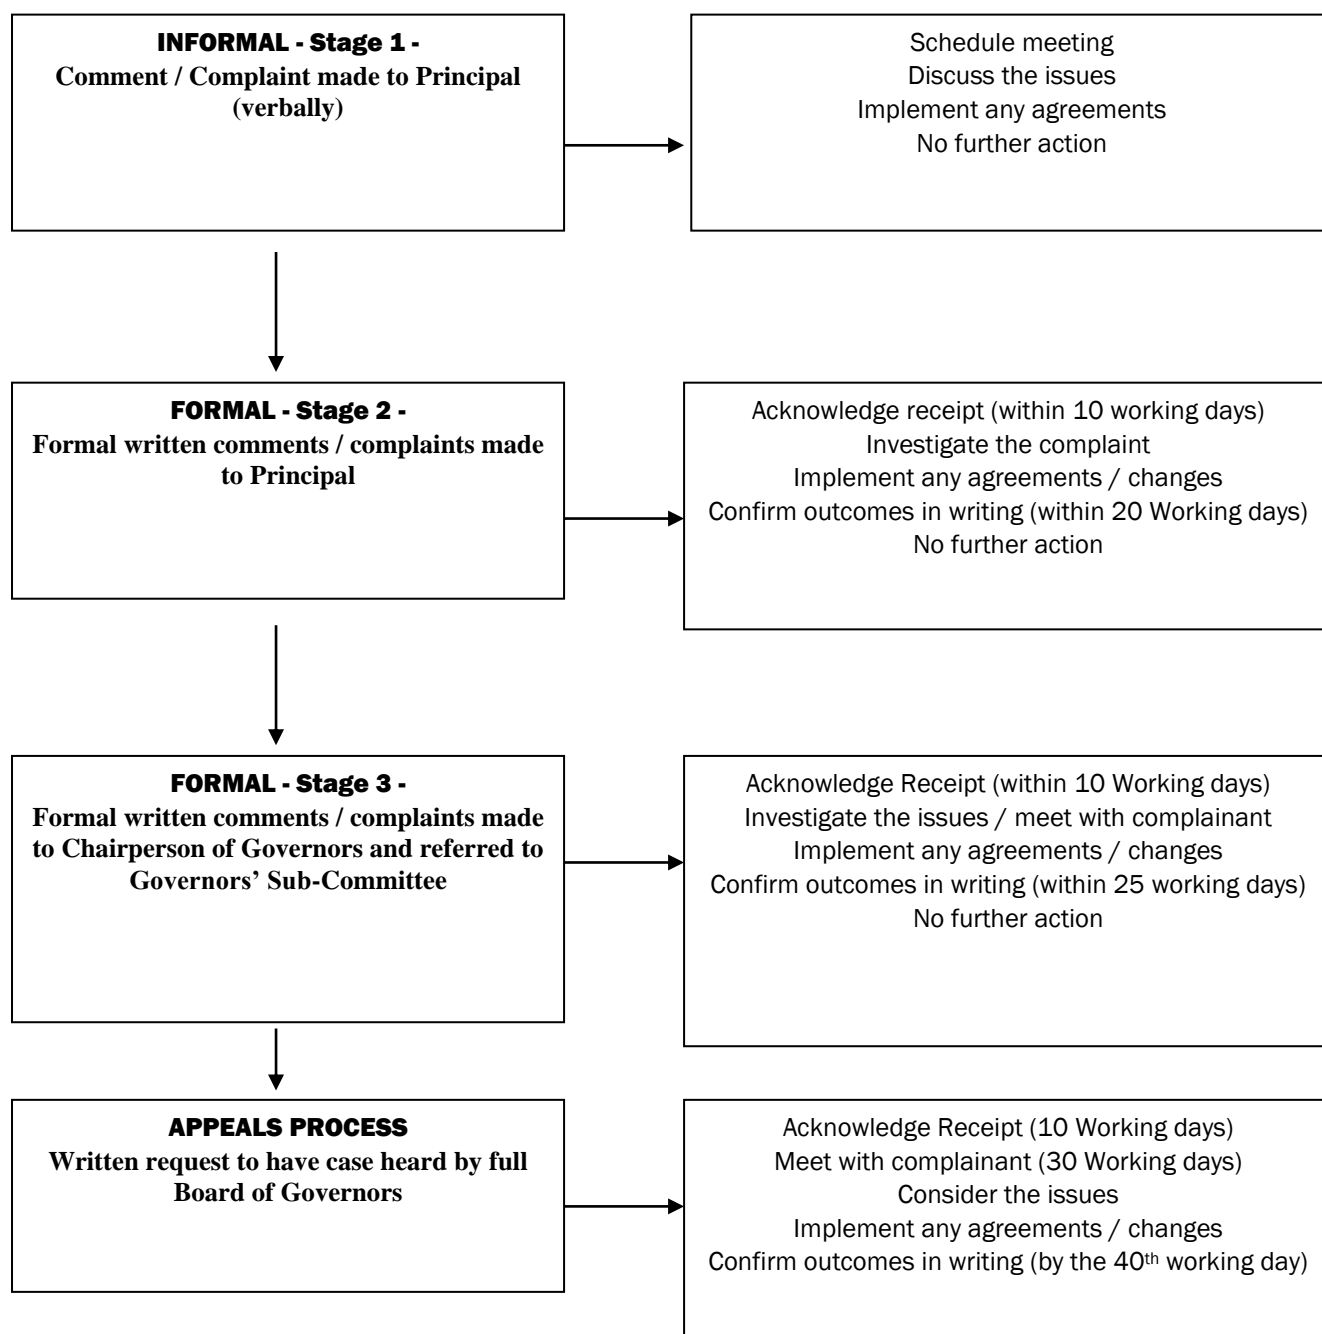 INFORMAL - Stage 1 -
Comment / Complaint made to Principal
(verbally)
Schedule meeting
Discuss the issues
Implement any agreements
No further action
FORMAL - Stage 2 -
Formal written comments / complaints made
to Principal
Acknowledge receipt (within 10 working days)
Investigate the complaint
Implement any agreements / changes
Confirm outcomes in writing (within 20 Working days)
No further action
FORMAL - Stage 3 -
Formal written comments / complaints made
to Chairperson of Governors and referred to
Governors’ Sub-Committee
Acknowledge Receipt (within 10 Working days)
Investigate the issues / meet with complainant
Implement any agreements / changes
Confirm outcomes in writing (within 25 working days)
No further action
APPEALS PROCESS
Written request to have case heard by full
Board of Governors
Acknowledge Receipt (10 Working days)
Meet with complainant (30 Working days)
Consider the issues
Implement any agreements / changes
Confirm outcomes in writing (by the 40th working day)